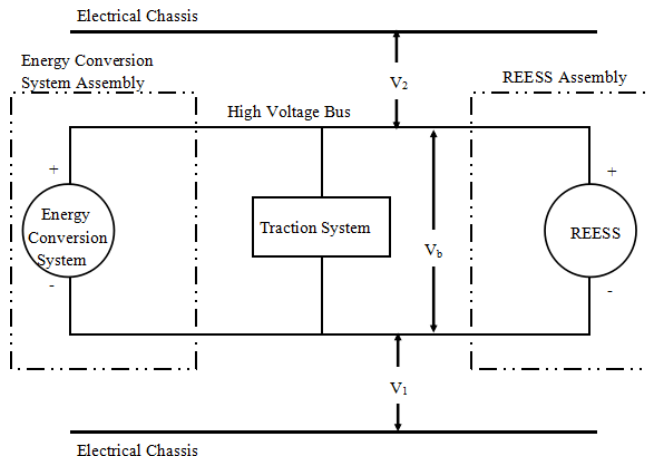 Electrical Chassis
Energy Conversion
System Assembly
V2
REESS Assembly
High Voltage Bus
+
+
Energy
Conversion
System
Traction System
Vb
REESS
-
-
V1
Electrical Chassis